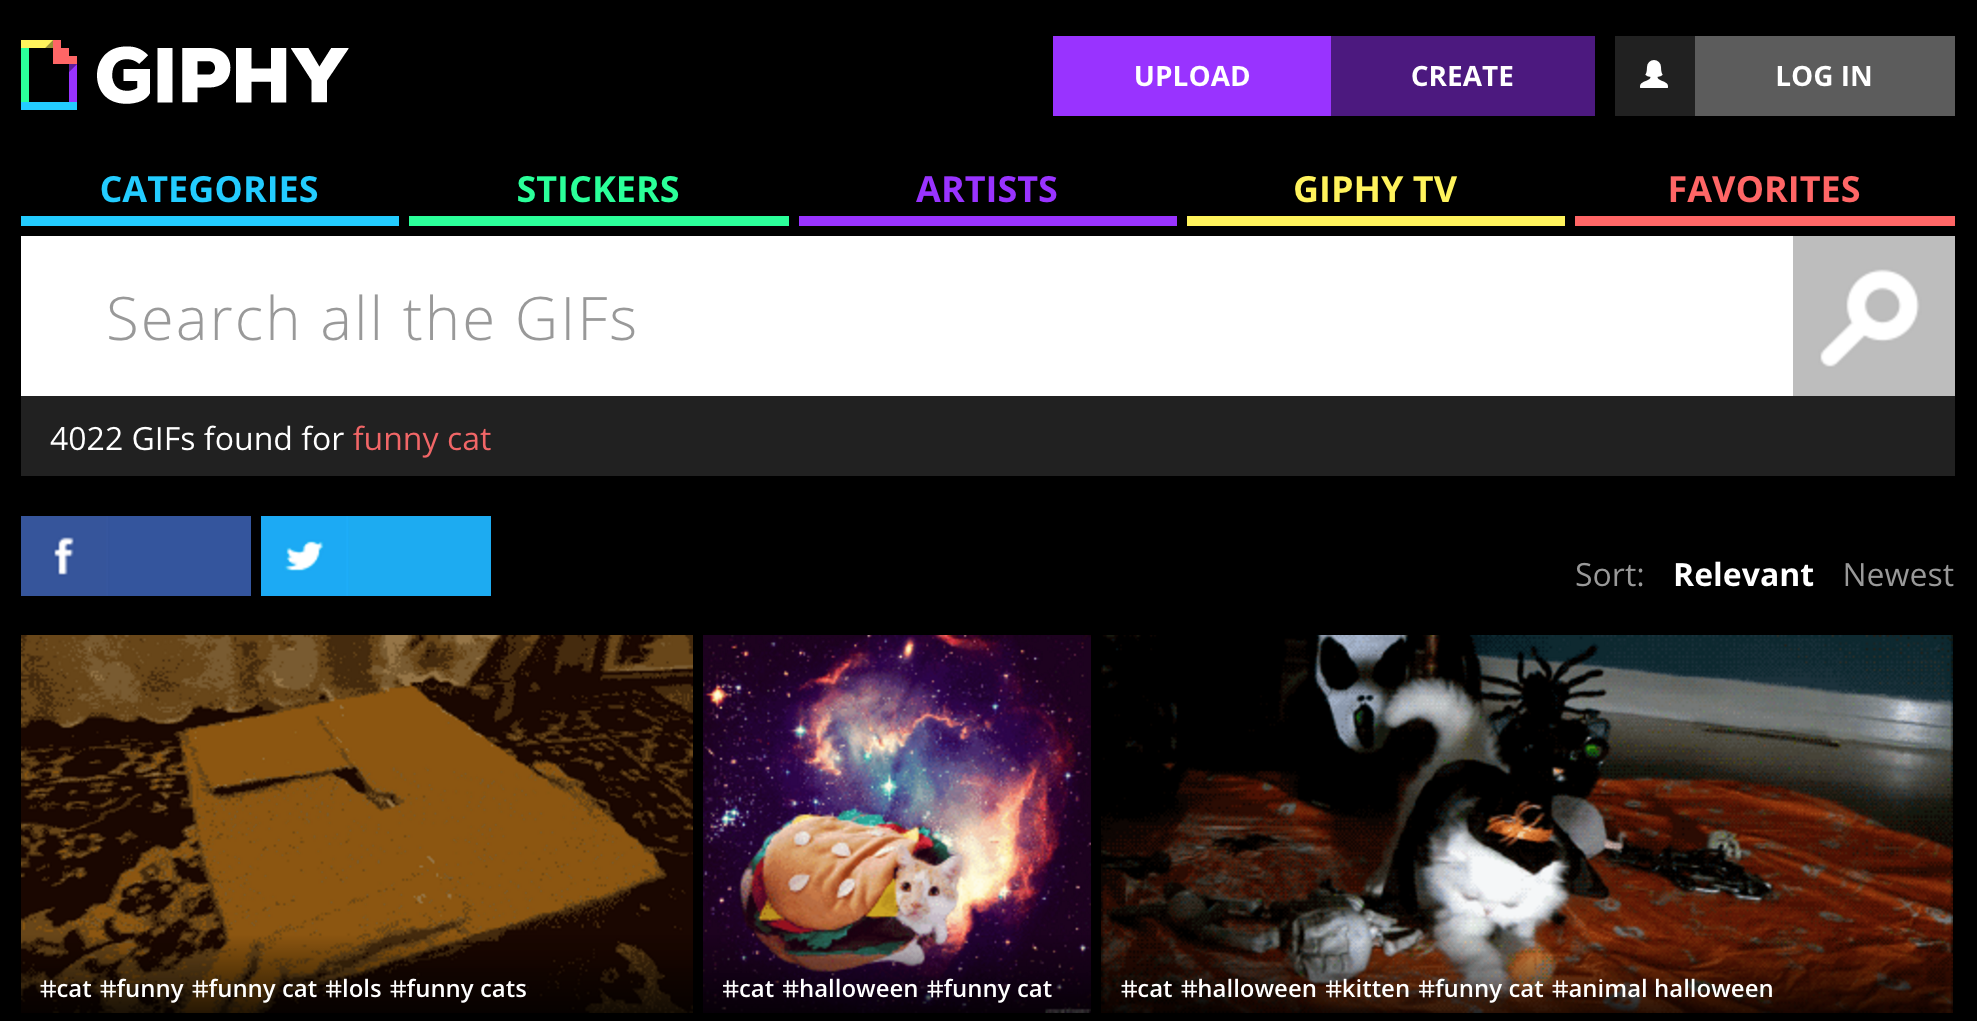 GIPHY
UPLOAD CREATE LOG IN
CATEGORIES STICKERS ARTISTS GIPHY TV FAVORITES
Search all the GIFs
4022 GIFs found for funny cat
Sort: Relevant Newest
#cat #funny #funny cat #lols #funny cats
#cat #halloween #funny cat
#cat #halloween #kitten #funny cat #animal halloween